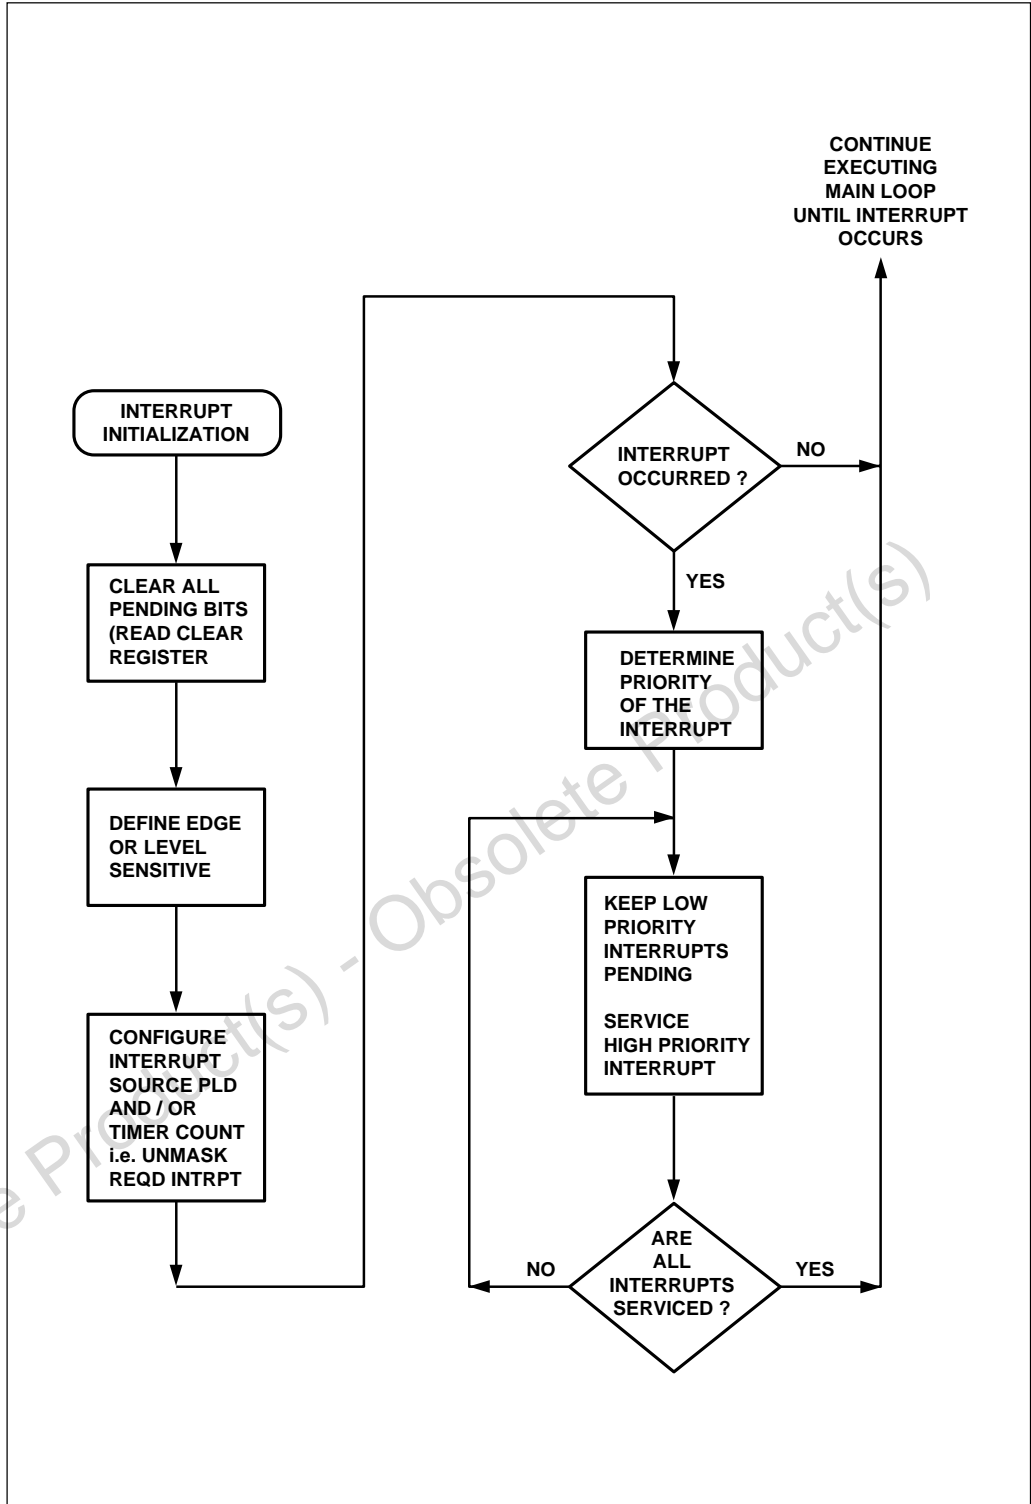 INTERRUPT
INITIALIZATION
CLEAR ALL
PENDING BITS
(READ CLEAR
REGISTER
DEFINE EDGE
OR LEVEL
SENSITIVE
CONFIGURE
INTERRUPT
SOURCE PLD
AND / OR
TIMER COUNT
i.e. UNMASK
REQD INTRPT
INTERRUPT
OCCURRED ?
NO
YES
CONTINUE
EXECUTING
MAIN LOOP
UNTIL INTERRUPT
OCCURS
DETERMINE
PRIORITY
OF THE
INTERRUPT
KEEP LOW
PRIORITY
INTERRUPTS
PENDING
SERVICE
HIGH PRIORITY
INTERRUPT
ARE
ALL
INTERRUPTS
SERVICED ?
NO
YES
e Product(s) - Obsolete Product(s)